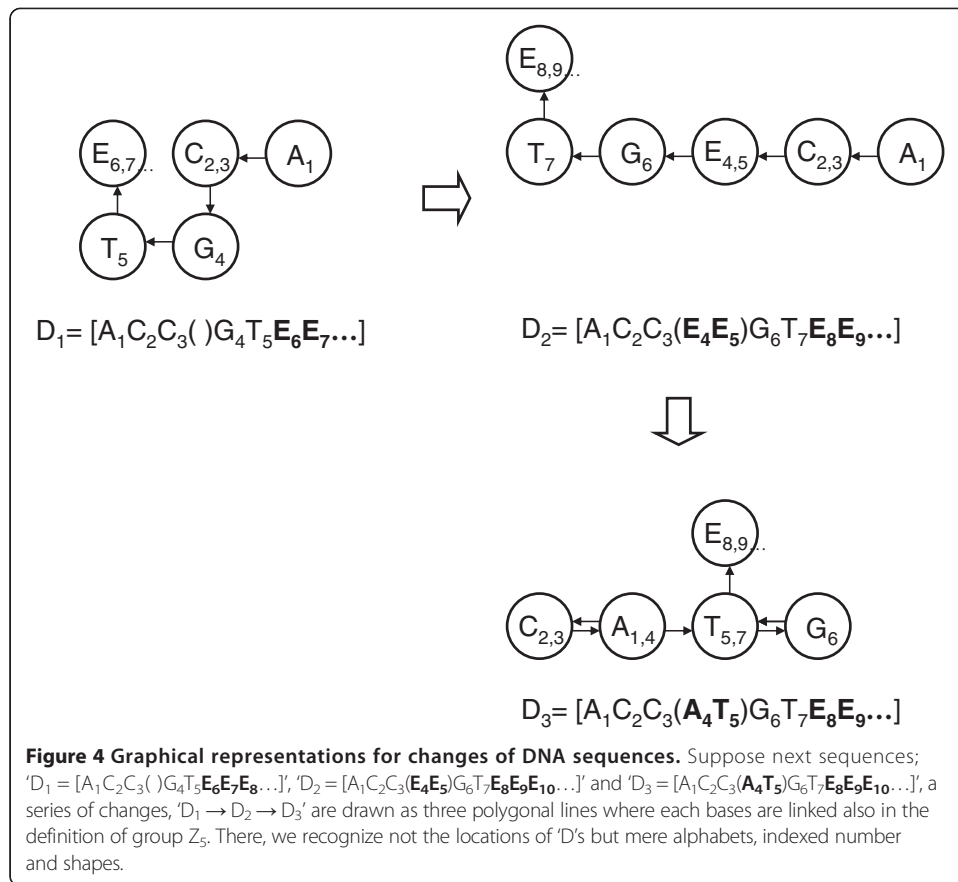 E₈,₉...
E₆,₇... C₂,₃ A₁
T₇ G₆ E₄,₅ C₂,₃ A₁
T₅ G₄
D₁= [A₁C₂C₃( )G₄T₅E₆E₇...]
D₂= [A₁C₂C₃(E₄E₅)G₆T₇E₈E₉...]
E₈,₉...
C₂,₃ A₁,₄ T₅,₇ G₆
D₃= [A₁C₂C₃(A₄T₅)G₆T₇E₈E₉...]
Figure 4 Graphical representations for changes of DNA sequences. Suppose next sequences;
‘D₁ = [A₁C₂C₃( )G₄T₅E₆E₇E₈...]’, ‘D₂ = [A₁C₂C₃(E₄E₅)G₆T₇E₈E₉E₁₀...]’ and ‘D₃ = [A₁C₂C₃(A₄T₅)G₆T₇E₈E₉E₁₀...]’, a
series of changes, ‘D₁ → D₂ → D₃’ are drawn as three polygonal lines where each bases are linked also in the
definition of group Z₅. There, we recognize not the locations of ‘D’s but mere alphabets, indexed number
and shapes.